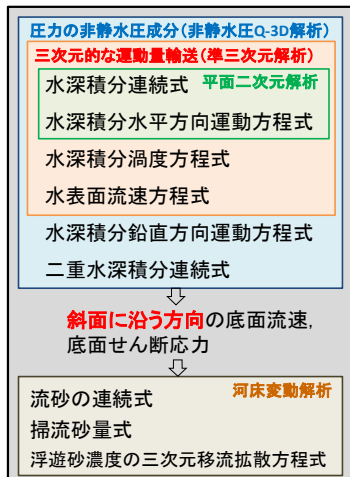 圧力の非静水圧成分(非静水圧Q-3D解析)
三次元的な運動量輸送(準三次元解析)
水深積分連続式 平面二次元解析
水深積分水平方向運動方程式
水深積分渦度方程式
水表面流速方程式
水深積分鉛直方向運動方程式
二重水深積分連続式
斜面に沿う方向の底面流速,
底面せん断応力
流砂の連続式 河床変動解析
掃流砂量式
浮遊砂濃度の三次元移流拡散方程式